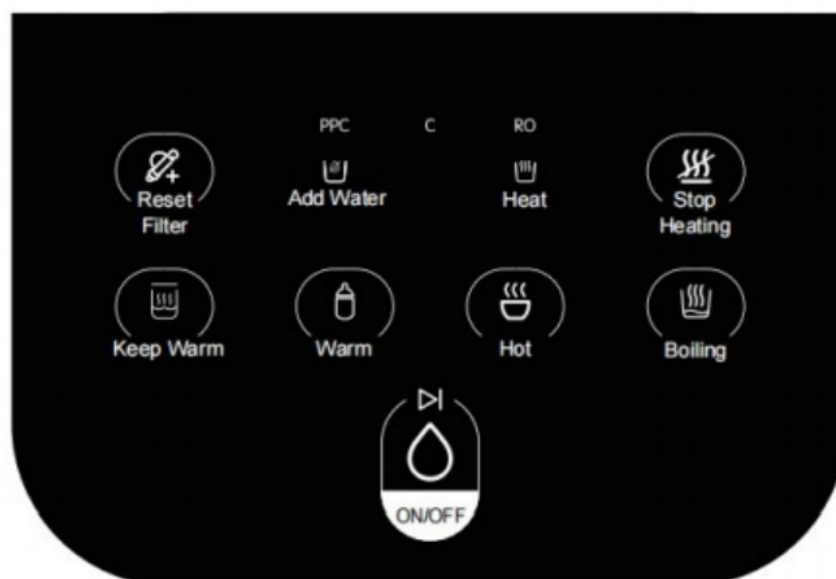 PPC C RO
Reset
Filter
Add Water
Heat
Stop
Heating
Keep Warm
Warm
Hot
Boiling
ON/OFF